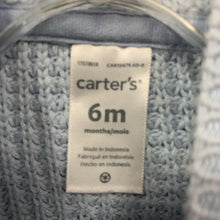 carter's®
6m
months/mois
Made in Indonesia
Fabriqué en Indonésie
Hecho en Indonesia